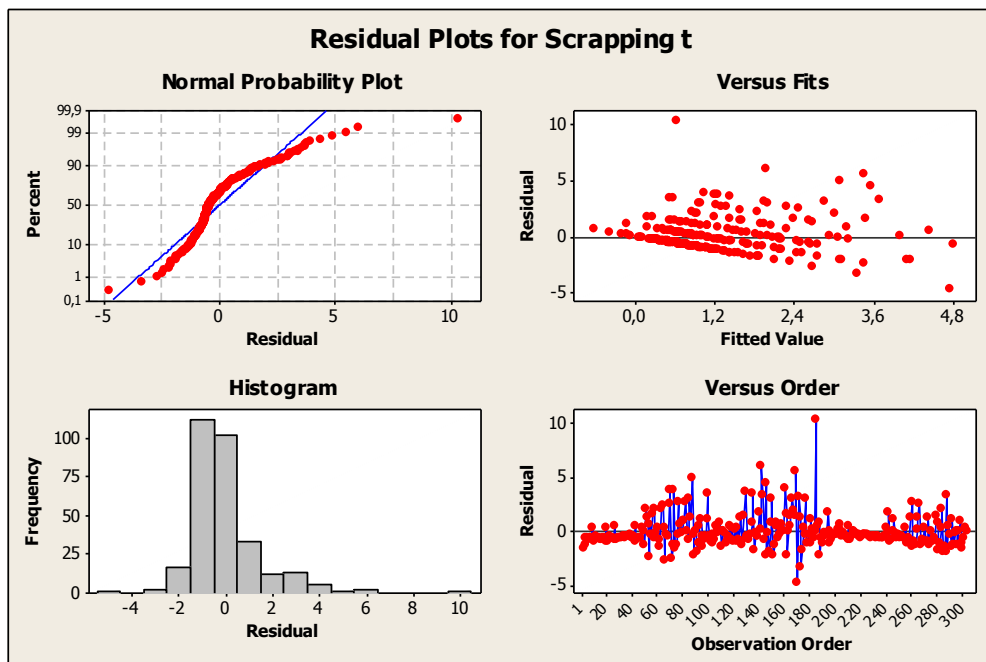 Residual Plots for Scrapping t
Normal Probability Plot
99,9
99
90
50
10
1
0,1
Percent
-5 0 5 10
Residual
Versus Fits
10
5
0
-5
Residual
0,0 1,2 2,4 3,6 4,8
Fitted Value
Histogram
100
75
50
25
0
Frequency
-4 -2 0 2 4 6 8 10
Residual
Versus Order
10
5
0
-5
Residual
1 20 40 60 80 100 120 140 160 180 200 220 240 260 280 300
Observation Order